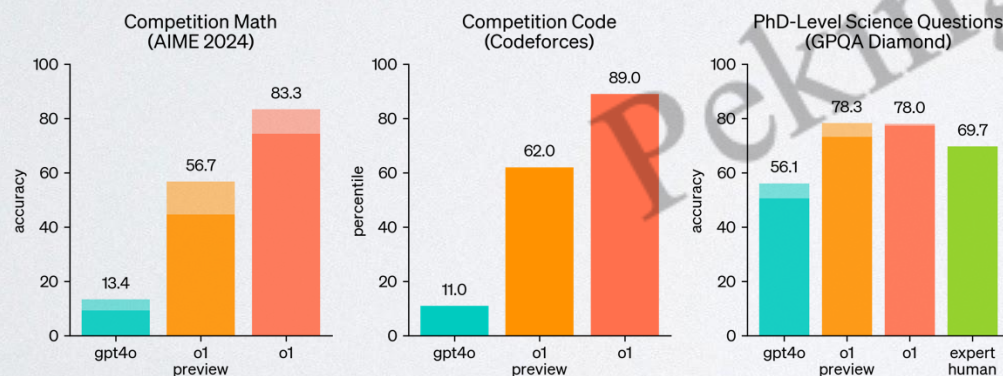 Competition Math
(AIME 2024)
100
80
60
40
20
0
accuracy
13.4
56.7
83.3
gpt4o
o1
preview
o1
Competition Code
(Codeforces)
100
80
60
40
20
0
percentile
11.0
62.0
89.0
gpt4o
o1
preview
o1
PhD-Level Science Questions
(GPQA Diamond)
100
80
60
40
20
0
accuracy
56.1
78.3
78.0
69.7
gpt4o
o1
preview
o1
expert
human